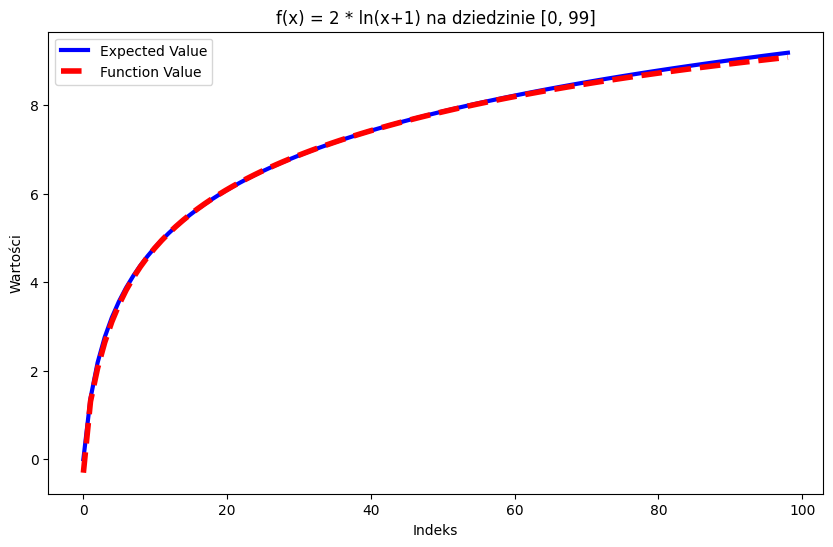 f(x) = 2 * ln(x+1) na dziedzinie [0, 99]
Expected Value
Function Value
Wartości
8
6
4
2
0
0 20 40 60 80 100
Indeks